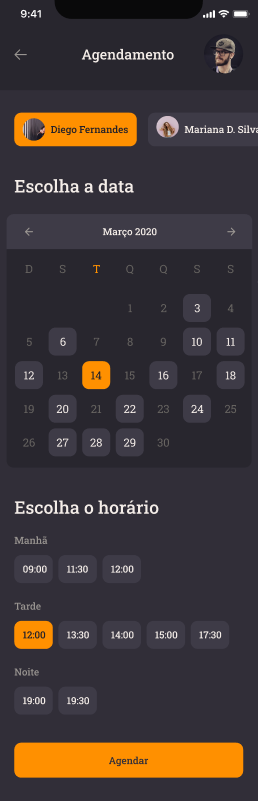 9:41
Agendamento
Diego Fernandes Mariana D. Silva
Escolha a data
Março 2020
D S T Q Q S S
1 2 3 4
5 6 7 8 9 10 11
12 13 14 15 16 17 18
19 20 21 22 23 24 25
26 27 28 29 30
Escolha o horário
Manhã
09:00 11:30 12:00
Tarde
12:00 13:30 14:00 15:00 17:30
Noite
19:00 19:30
Agendar